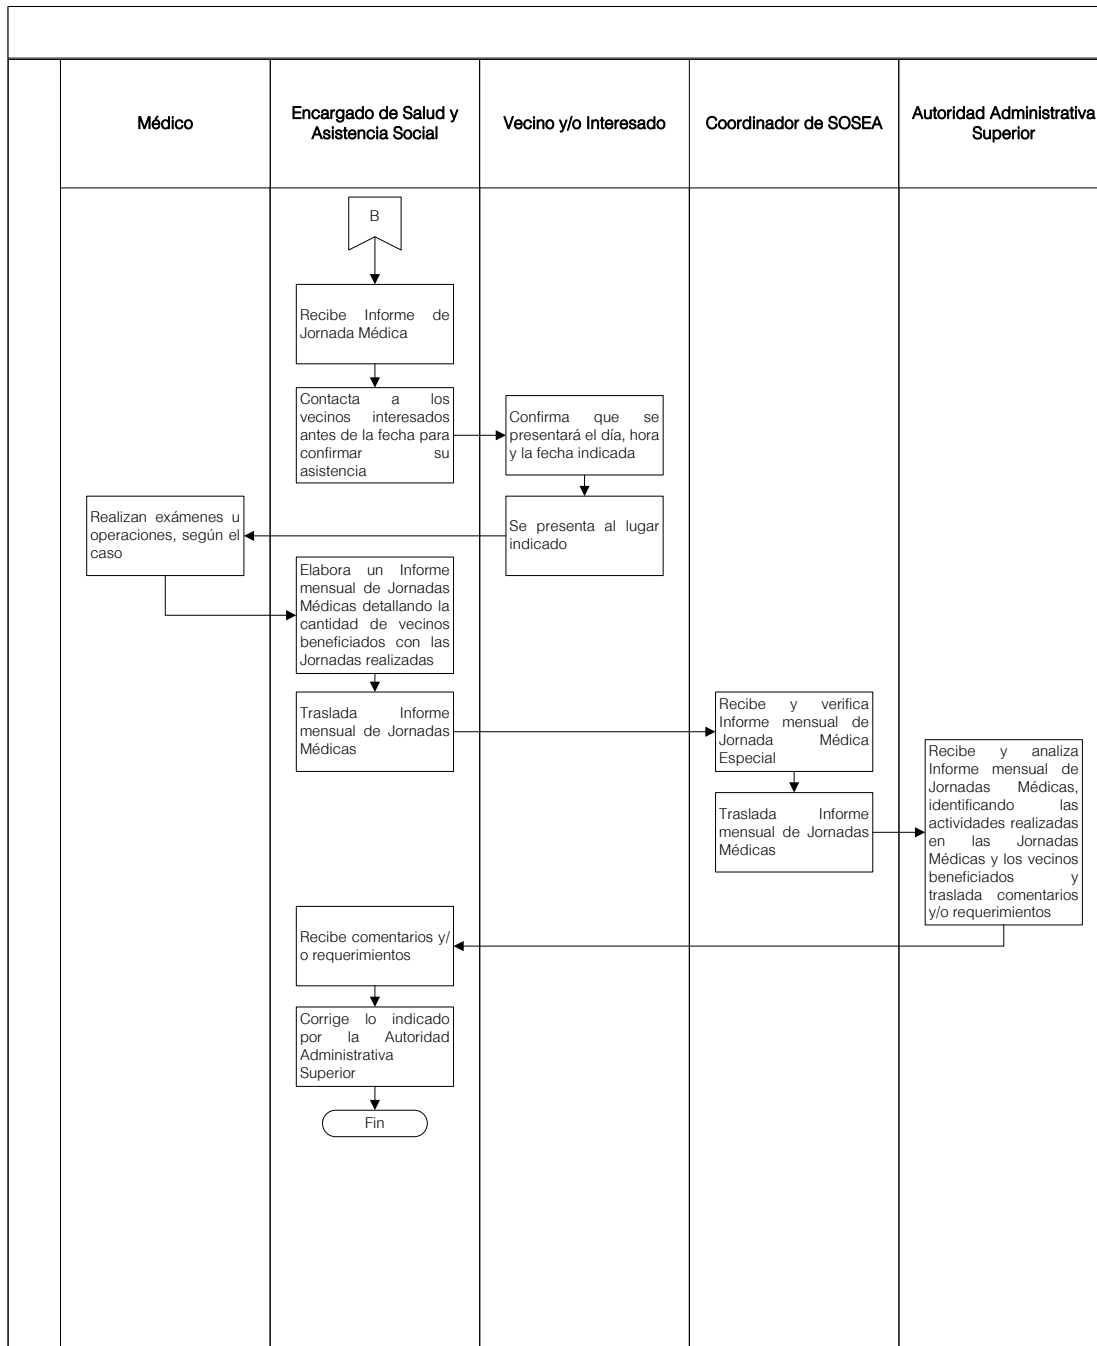 Médico
Encargado de Salud y
Asistencia Social
Vecino y/o Interesado
Coordinador de SOSEA
Autoridad Administrativa
Superior
B
Recibe Informe de
Jornada Médica
Contacta a los
vecinos interesados
antes de la fecha para
confirmar su
asistencia
Confirma que se
presentará el día, hora
y la fecha indicada
Se presenta al lugar
indicado
Realizan exámenes u
operaciones, según el
caso
Elabora un Informe
mensual de Jornadas
Médicas detallando la
cantidad de vecinos
beneficiados con las
Jornadas realizadas
Traslada Informe
mensual de Jornadas
Médicas
Recibe y verifica
Informe mensual de
Jornada Médica
Especial
Traslada Informe
mensual de Jornadas
Médicas
Recibe y analiza
Informe mensual de
Jornadas Médicas,
identificando las
actividades realizadas
en las Jornadas
Médicas y los vecinos
beneficiados y
traslada comentarios
y/o requerimientos
Recibe comentarios y/
o requerimientos
Corrige lo indicado
por la Autoridad
Administrativa
Superior
Fin